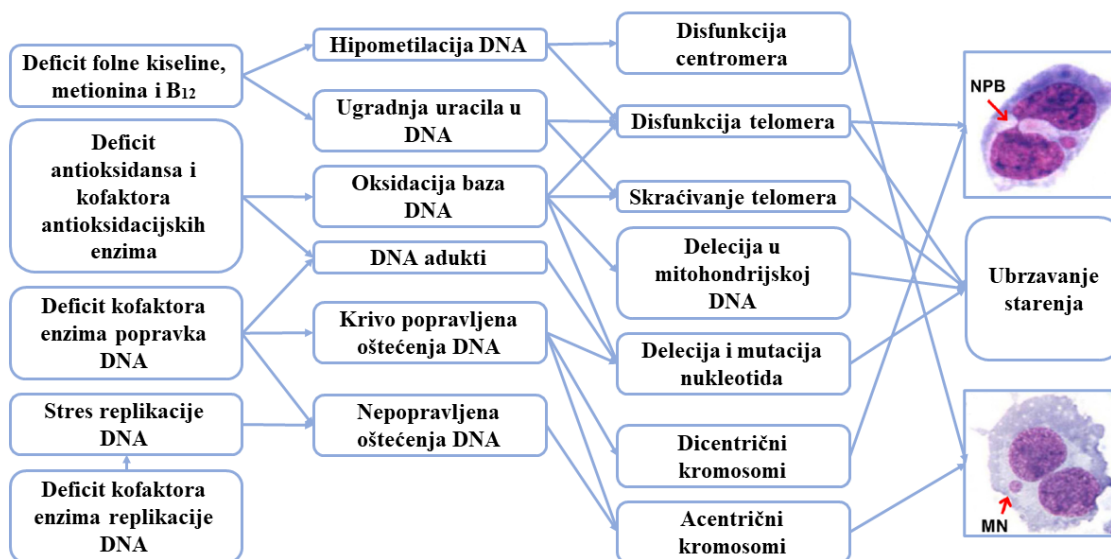 Deficit folne kiseline,
metionina i B₁₂
Deficit
antioksidansa i
kofaktora
antioksidacijskih
enzima
Deficit kofaktora
enzima popravka
DNA
Stres replikacije
DNA
Deficit kofaktora
enzima replikacije
DNA
Hipometilacija DNA
Ugradnja uracila u
DNA
Oksidacija baza
DNA
DNA adukti
Krivo popravljena
oštećenja DNA
Nepopravljena
oštećenja DNA
Disfunkcija
centromera
Disfunkcija telomera
Skraćivanje telomera
Delecija u
mitohondrijskoj
DNA
Delecija i mutacija
nukleotida
Dicentrični
kromosomi
Acentrični
kromosomi
NPB
Ubrzavanje
starenja
MN